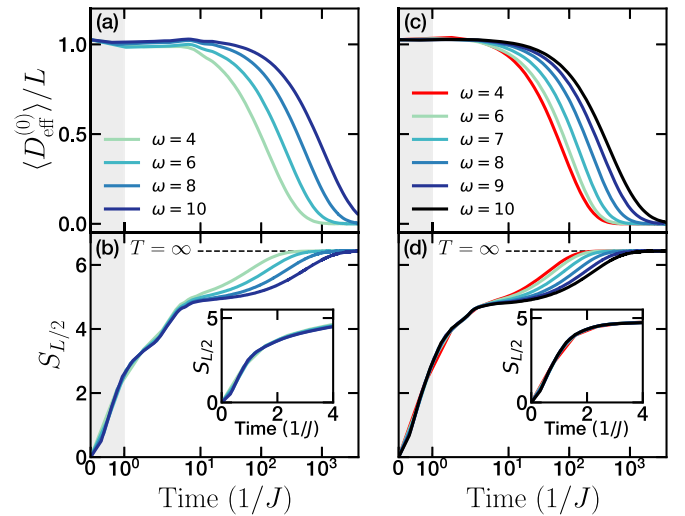 (a)
1.0
0.5
0.0
⟨D_eff^(0)⟩/L
ω = 4
ω = 6
ω = 8
ω = 10
(b)
T = ∞
6
4
2
0
S_L/2
0
10^0
10^1
10^2
10^3
Time (1/J)
5
0
S_L/2
0
2
4
Time (1/J)
(c)
ω = 4
ω = 6
ω = 7
ω = 8
ω = 9
ω = 10
(d)
T = ∞
0
10^0
10^1
10^2
10^3
Time (1/J)
5
0
S_L/2
0
2
4
Time (1/J)